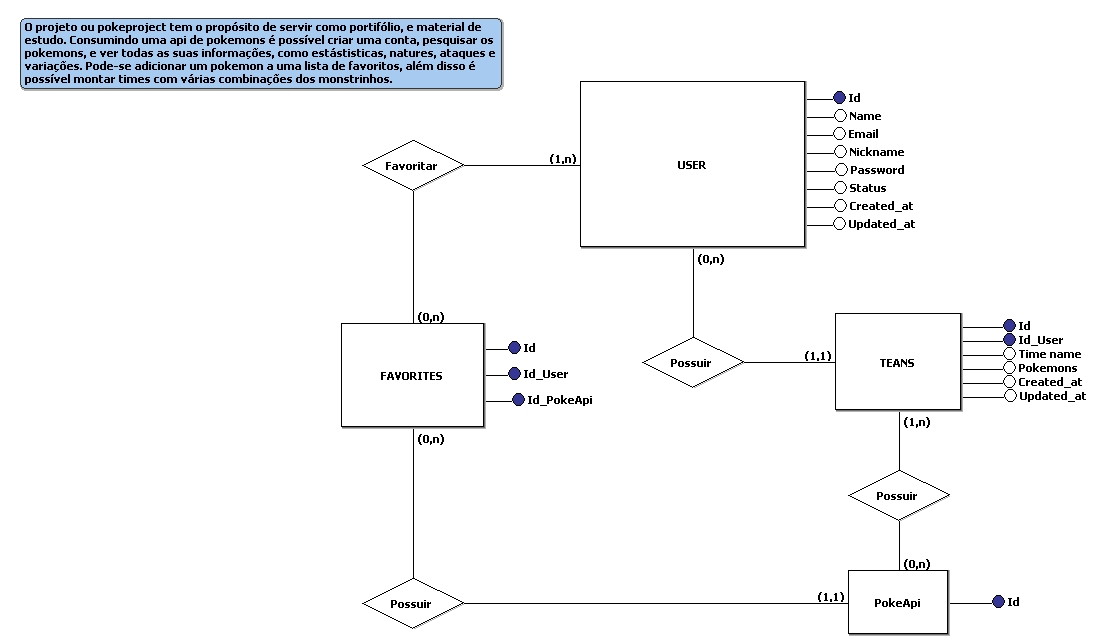 O projeto ou pokeproject tem o propósito de servir como portifólio, e material de
estudo. Consumindo uma api de pokemons é possível criar uma conta, pesquisar os
pokemons, e ver todas as suas informações, como estástisticas, natures, ataques e
variações. Pode-se adicionar um pokemon a uma lista de favoritos, além disso é
possível montar times com várias combinações dos monstrinhos.
USER
Id
Name
Email
Nickname
Password
Status
Created_at
Updated_at
Favoritar
(1,n)
(0,n)
(0,n)
FAVORITES
Id
Id_User
Id_PokeApi
(0,n)
Possuir
(1,1)
TEANS
Id
Id_User
Time name
Pokemons
Created_at
Updated_at
(1,n)
Possuir
(0,n)
Possuir
(1,1)
PokeApi
Id